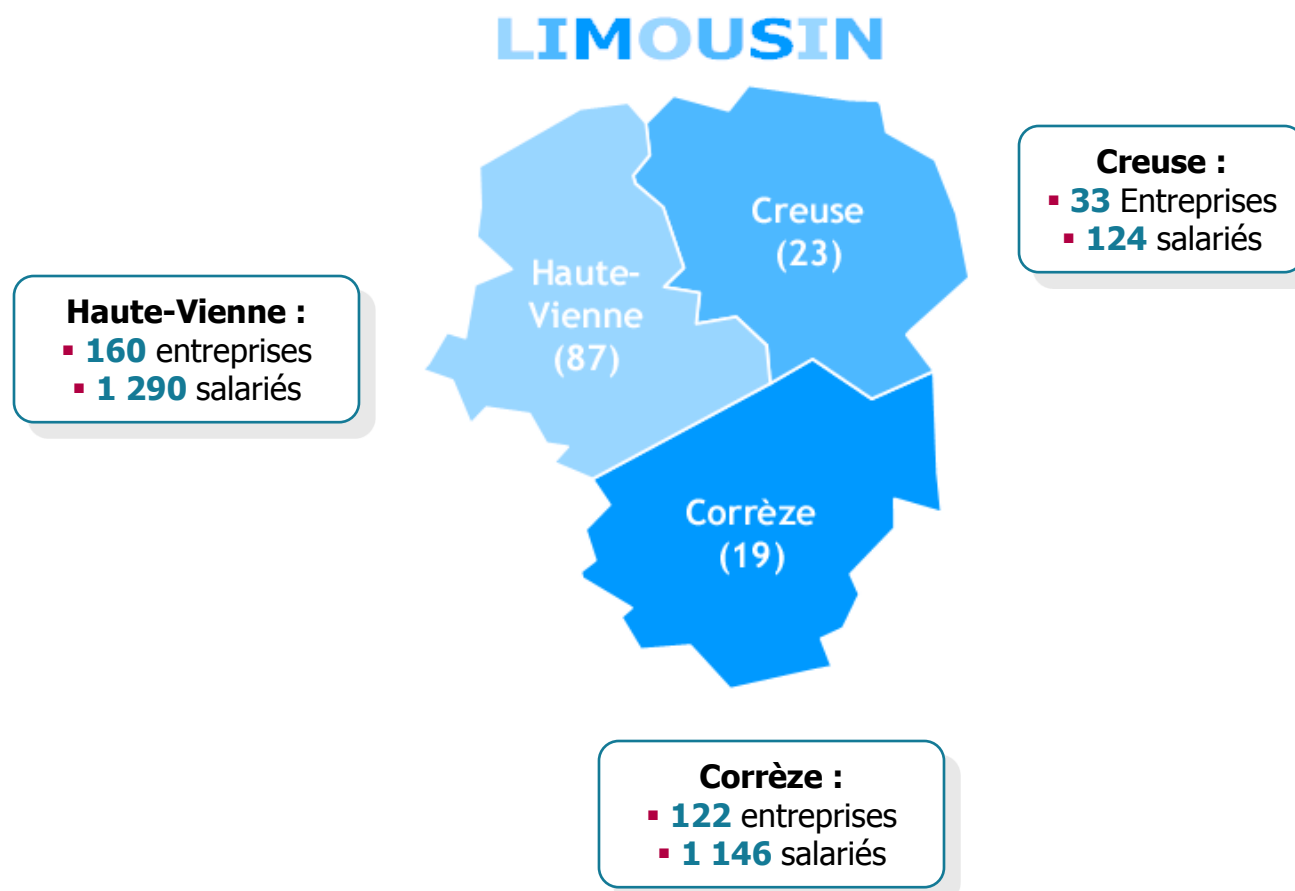 LIMOUSIN
Creuse :
▪ 33 Entreprises
▪ 124 salariés
Creuse
(23)
Haute-Vienne :
▪ 160 entreprises
▪ 1 290 salariés
Haute-
Vienne
(87)
Corrèze
(19)
Corrèze :
▪ 122 entreprises
▪ 1 146 salariés